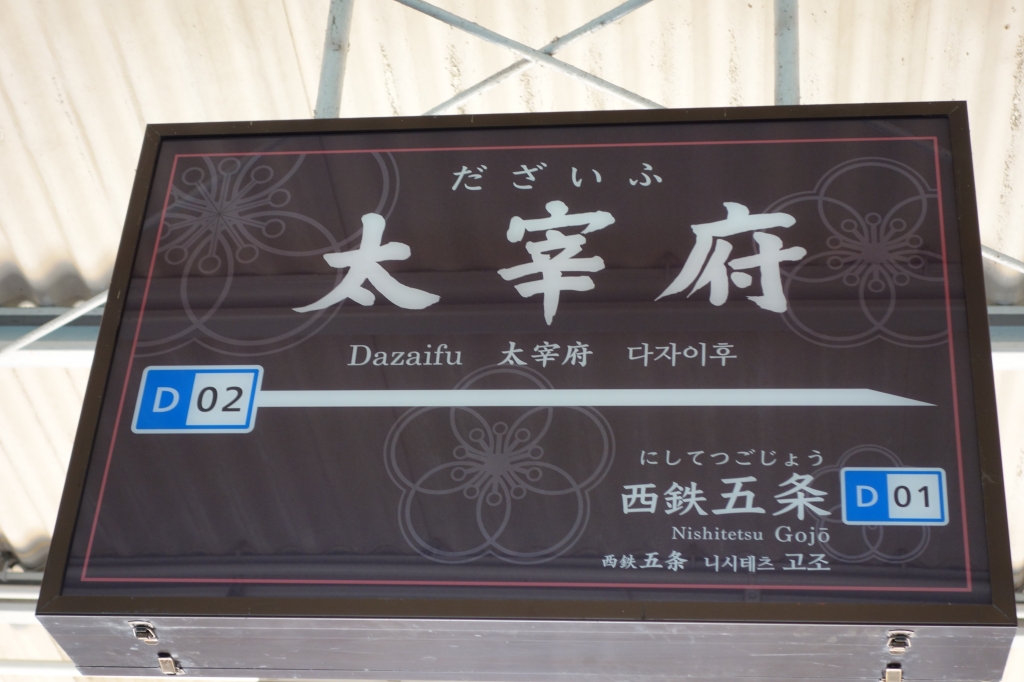 だざいふ
太宰府
Dazaifu 太宰府 다자이후
D 02
にしてつごじょう
西鉄五条
D 01
Nishitetsu Gojō
西鉄五条 니시테츠 고조